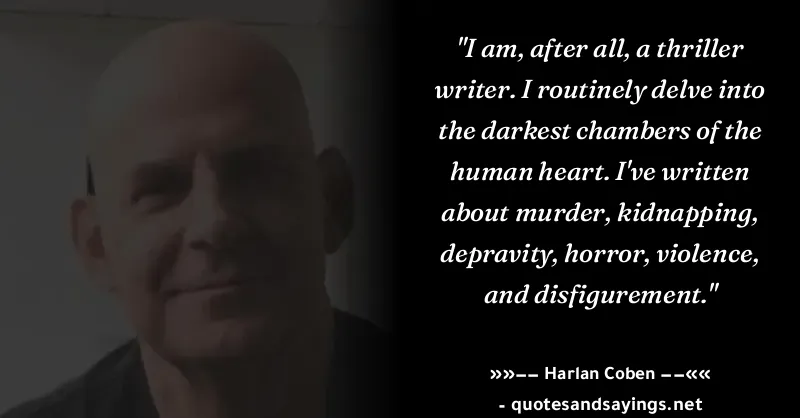 "I am, after all, a thriller
writer. I routinely delve into
the darkest chambers of the
human heart. I've written
about murder, kidnapping,
depravity, horror, violence,
and disfigurement."
»»–– Harlan Coben ––««
- quotesandsayings.net